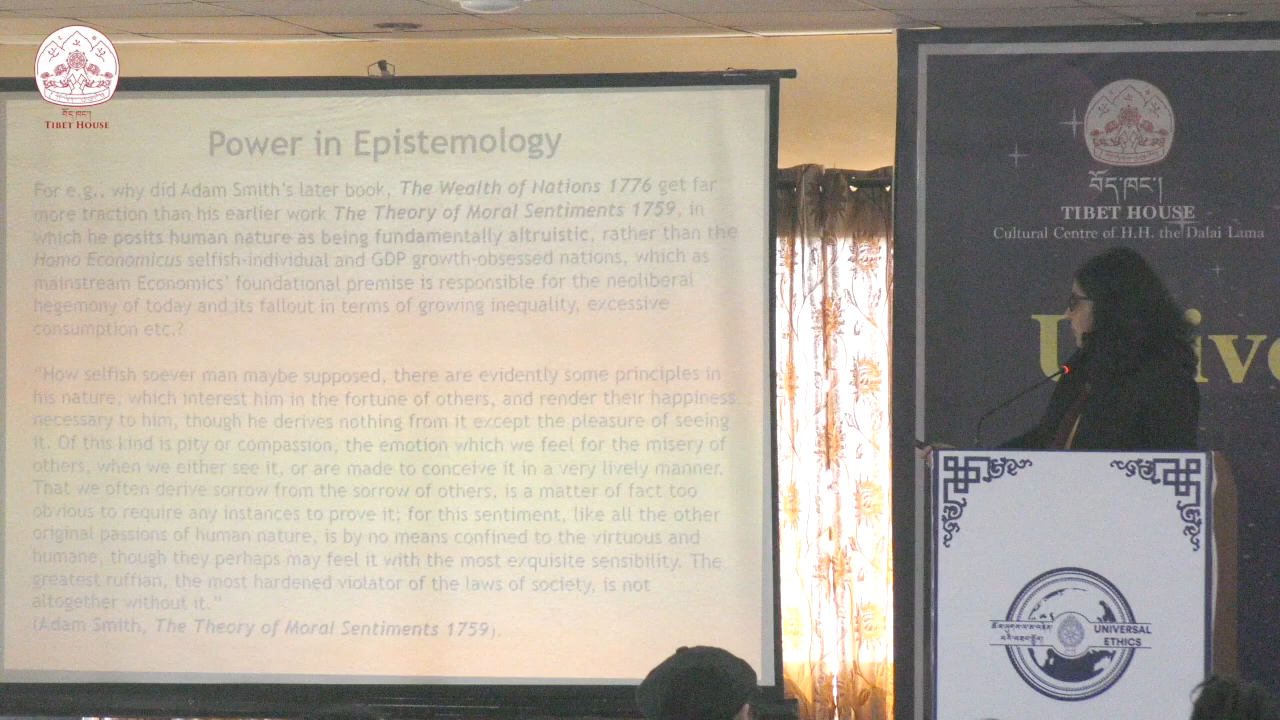 བོད་ཁང་།
TIBET HOUSE
Power in Epistemology
For e.g., why did Adam Smith's later book, The Wealth of Nations 1776 get far
more traction than his earlier work The Theory of Moral Sentiments 1759, in
which he posits human nature as being fundamentally altruistic, rather than the
Homo Economicus selfish-individual and GDP growth-obsessed nations, which as
mainstream Economics' foundational premise is responsible for the neoliberal
hegemony of today and its fallout in terms of growing inequality, excessive
consumption etc.?
"How selfish soever man maybe supposed, there are evidently some principles in
his nature, which interest him in the fortune of others, and render their happiness
necessary to him, though he derives nothing from it except the pleasure of seeing
it. Of this kind is pity or compassion, the emotion which we feel for the misery of
others, when we either see it, or are made to conceive it in a very lively manner.
That we often derive sorrow from the sorrow of others, is a matter of fact too
obvious to require any instances to prove it; for this sentiment, like all the other
original passions of human nature, is by no means confined to the virtuous and
humane, though they perhaps may feel it with the most exquisite sensibility. The
greatest ruffian, the most hardened violator of the laws of society, is not
altogether without it."
(Adam Smith, The Theory of Moral Sentiments 1759).
བོད་ཁང་།
TIBET HOUSE
Cultural Centre of H.H. the Dalai Lama
UNIVERSAL
ETHICS